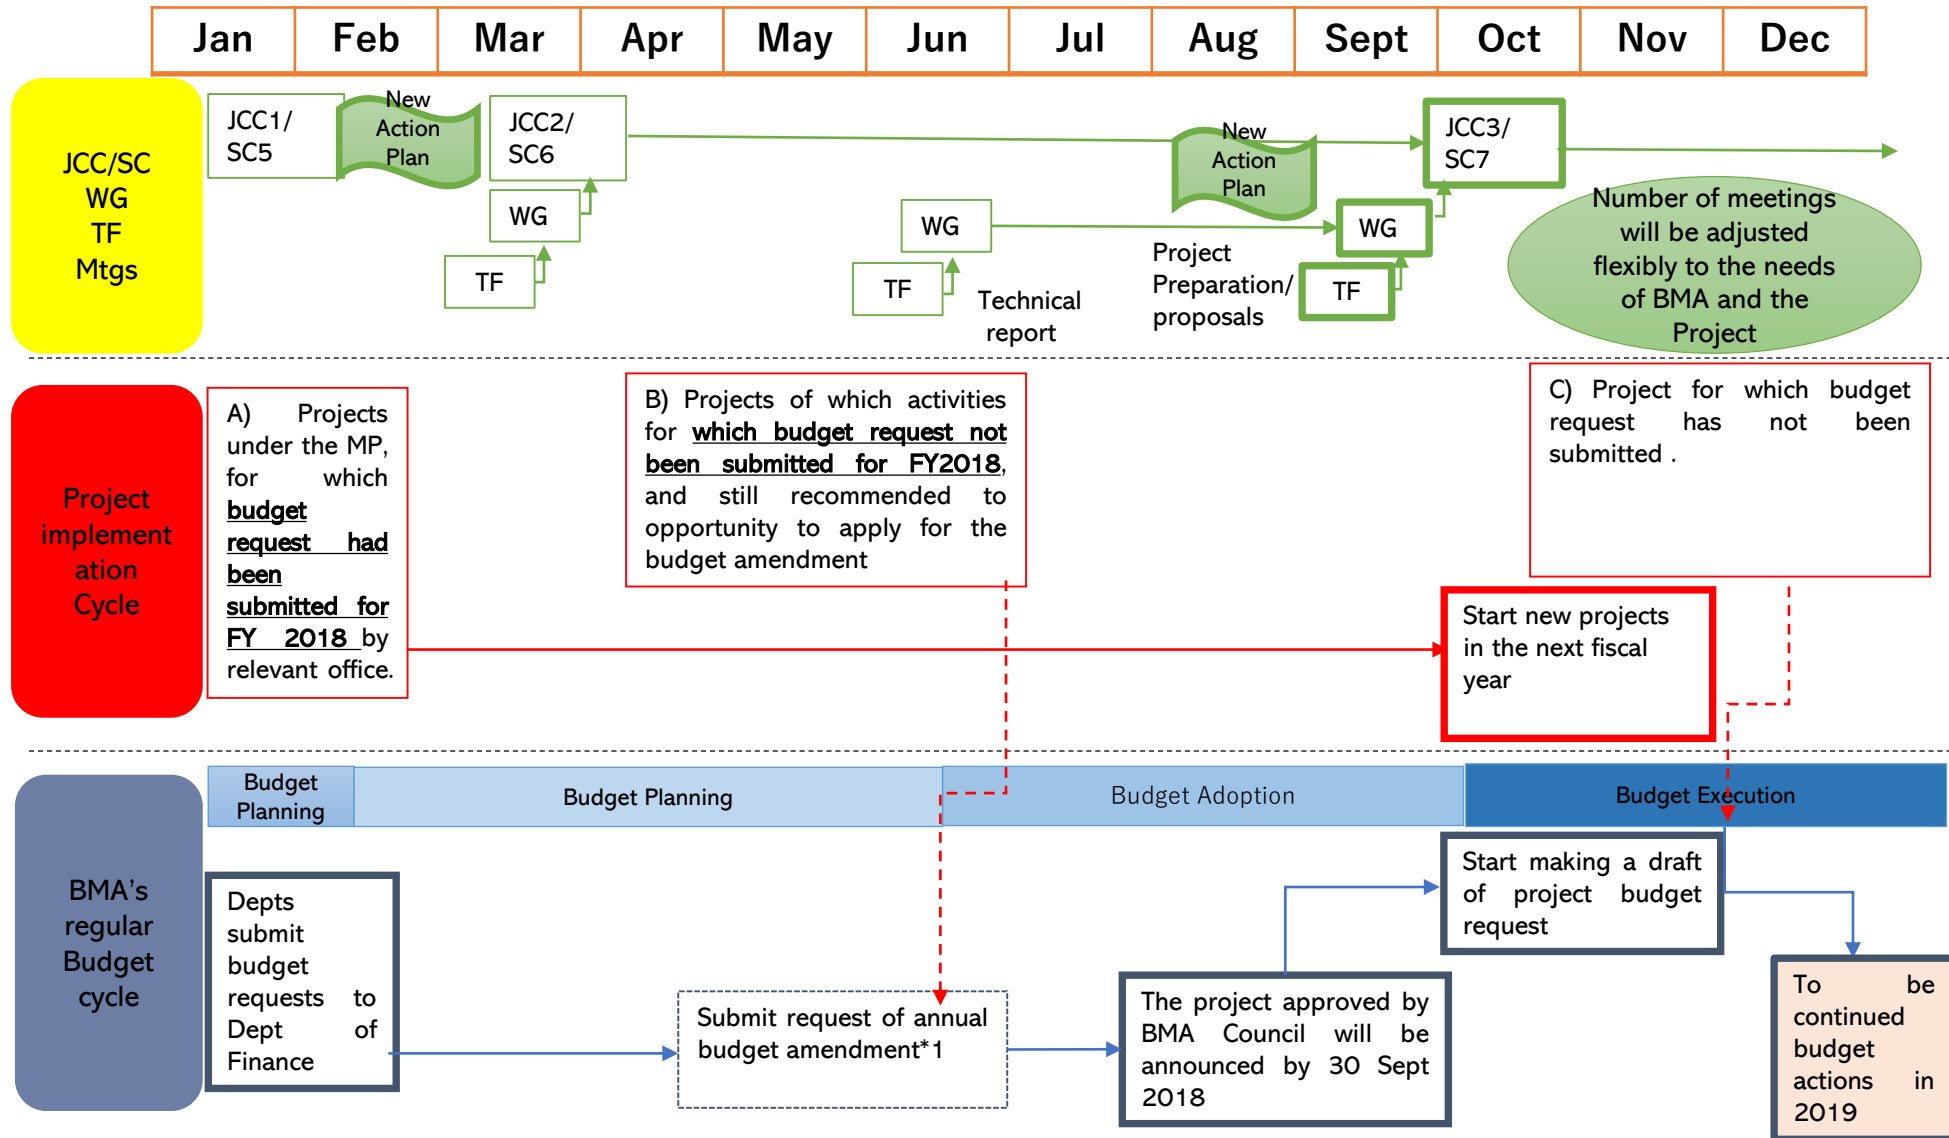 Jan Feb Mar Apr May Jun Jul Aug Sept Oct Nov Dec
JCC/SC
WG
TF
Mtgs
JCC1/
SC5
New
Action
Plan
JCC2/
SC6
WG
TF
WG
TF
Technical
report
New
Action
Plan
Project
Preparation/
proposals
WG
TF
JCC3/
SC7
Number of meetings
will be adjusted
flexibly to the needs
of BMA and the
Project
Project
implement
ation
Cycle
A) Projects
under the MP,
for which
budget
request had
been
submitted for
FY 2018 by
relevant office.
B) Projects of which activities
for which budget request not
been submitted for FY2018,
and still recommended to
opportunity to apply for the
budget amendment
C) Project for which budget
request has not been
submitted .
Start new projects
in the next fiscal
year
BMA's
regular
Budget
cycle
Budget
Planning
Budget Planning
Budget Adoption
Budget Execution
Depts
submit
budget
requests to
Dept of
Finance
Submit request of annual
budget amendment*1
The project approved by
BMA Council will be
announced by 30 Sept
2018
Start making a draft
of project budget
request
To be
continued
budget
actions in
2019